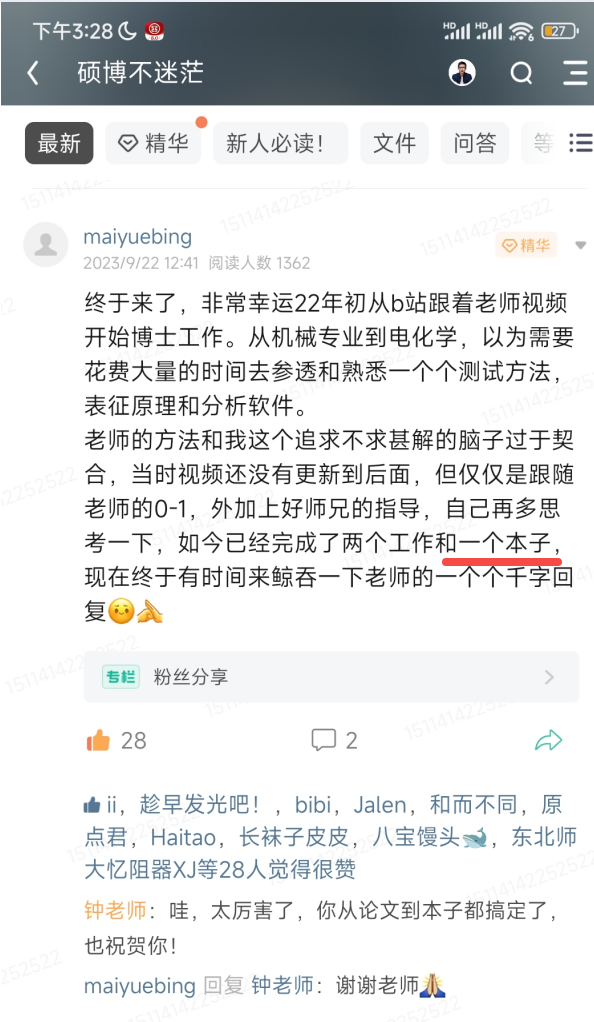 下午3:28
HD HD 6 27
硕博不迷茫
最新 精华 新人必读! 文件 问答 等
maiyuebing
精华
2023/9/22 12:41 阅读人数 1362
终于来了，非常幸运22年初从b站跟着老师视频
开始博士工作。从机械专业到电化学，以为需要
花费大量的时间去参透和熟悉一个个测试方法，
表征原理和分析软件。
老师的方法和我这个追求不求甚解的脑子过于契
合，当时视频还没有更新到后面，但仅仅是跟随
老师的0-1，外加上好师兄的指导，自己再多思
考一下，如今已经完成了两个工作和一个本子，
现在终于有时间来鲸吞一下老师的一个个千字回
复😊🫱
专栏 粉丝分享
28 2
ii，趁早发光吧！，bibi，Jalen，和而不同，原
点君，Haitao，长袜子皮皮，八宝馒头🐋，东北师
大忆阻器XJ等28人觉得很赞
钟老师：哇，太厉害了，你从论文到本子都搞定了，
也祝贺你！
maiyuebing 回复 钟老师：谢谢老师🙏
15114142252522